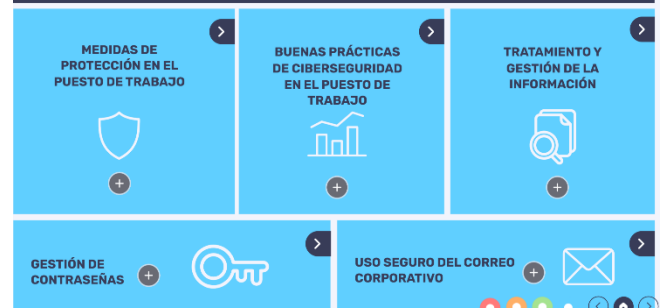 MEDIDAS DE
PROTECCIÓN EN EL
PUESTO DE TRABAJO
BUENAS PRÁCTICAS
DE CIBERSEGURIDAD
EN EL PUESTO DE
TRABAJO
TRATAMIENTO Y
GESTIÓN DE LA
INFORMACIÓN
GESTIÓN DE
CONTRASEÑAS
USO SEGURO DEL CORREO
CORPORATIVO